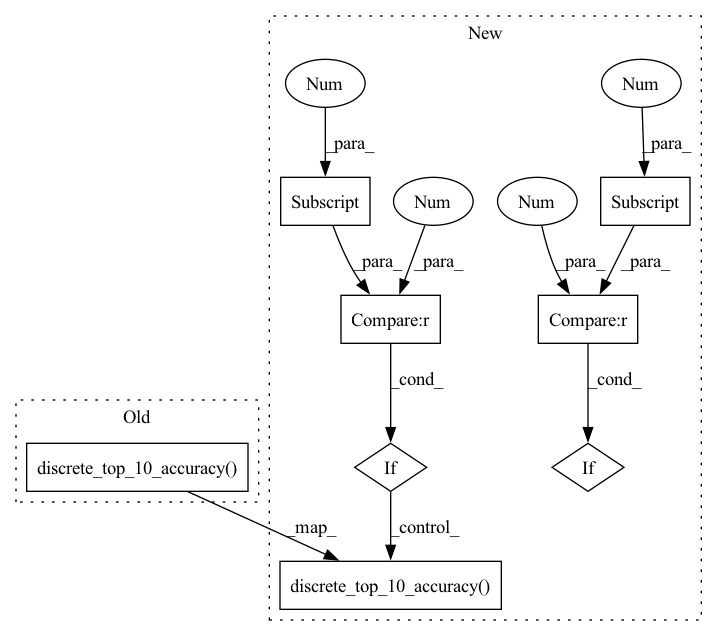 New
Num
Num
_para_
_para_
Subscript
Num
Num
Subscript
_para_
_para_
_para_
_para_
Compare:r
Compare:r
_cond_
_cond_
Old
discrete_top_10_accuracy()
If
If
_map_
_control_
discrete_top_10_accuracy()